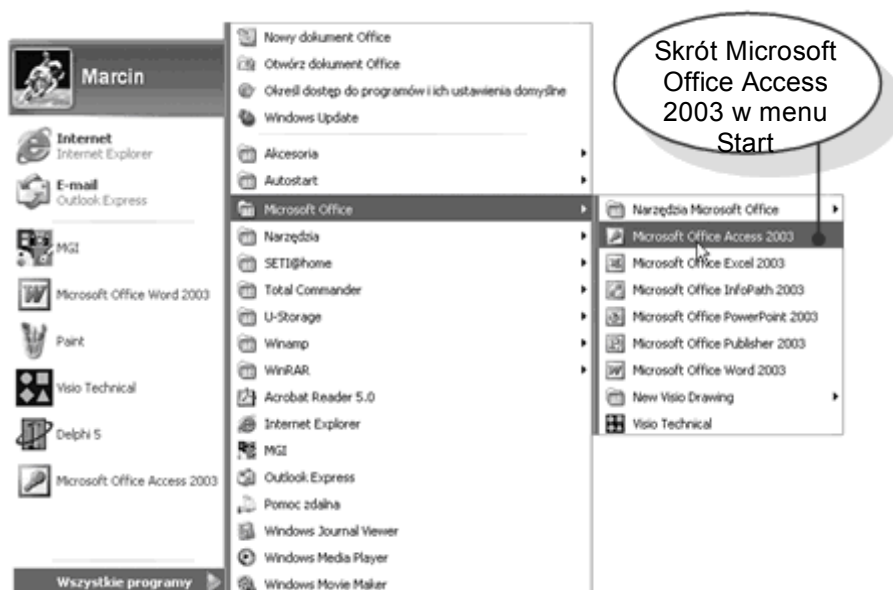 Marcin
Internet
Internet Explorer
E-mail
Outlook Express
MGI
Microsoft Office Word 2003
Paint
Visio Technical
Delphi 5
Microsoft Office Access 2003
Wszystkie programy
Nowy dokument Office
Otwórz dokument Office
Określ dostęp do programów i ich ustawienia domyślne
Windows Update
Akcesoria
Autostart
Microsoft Office
Narzędzia
SETI@home
Total Commander
U-Storage
Winamp
WinRAR
Acrobat Reader 5.0
Internet Explorer
MGI
Outlook Express
Pomoc zdalna
Windows Journal Viewer
Windows Media Player
Windows Movie Maker
Skrót Microsoft
Office Access
2003 w menu
Start
Narzędzia Microsoft Office
Microsoft Office Access 2003
Microsoft Office Excel 2003
Microsoft Office InfoPath 2003
Microsoft Office PowerPoint 2003
Microsoft Office Publisher 2003
Microsoft Office Word 2003
New Visio Drawing
Visio Technical